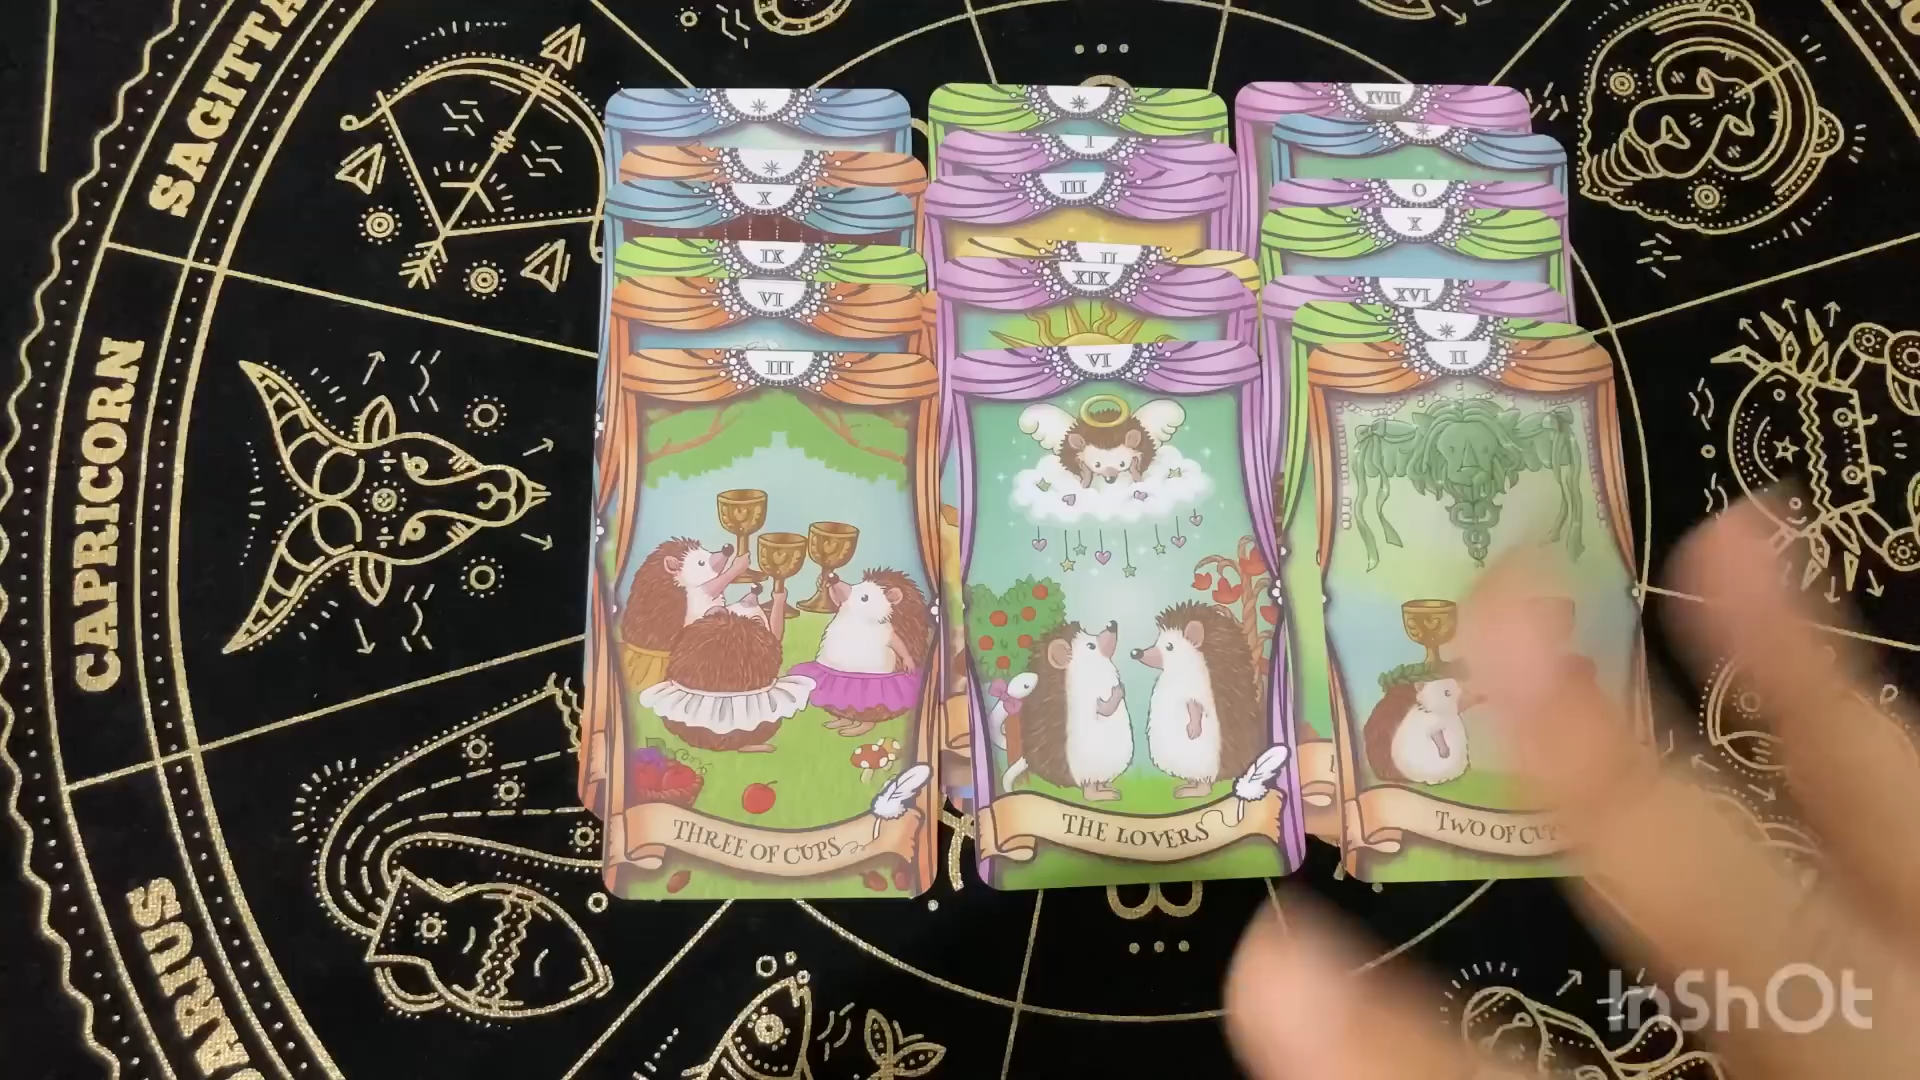 SAGITTA
CAPRICORN
ARIUS
XVIII
I
O
X
III
X
IX
II
XIX
XVI
VI
III
VI
II
THREE OF CUPS
THE LOVERS
TWO OF CUP
InShOt